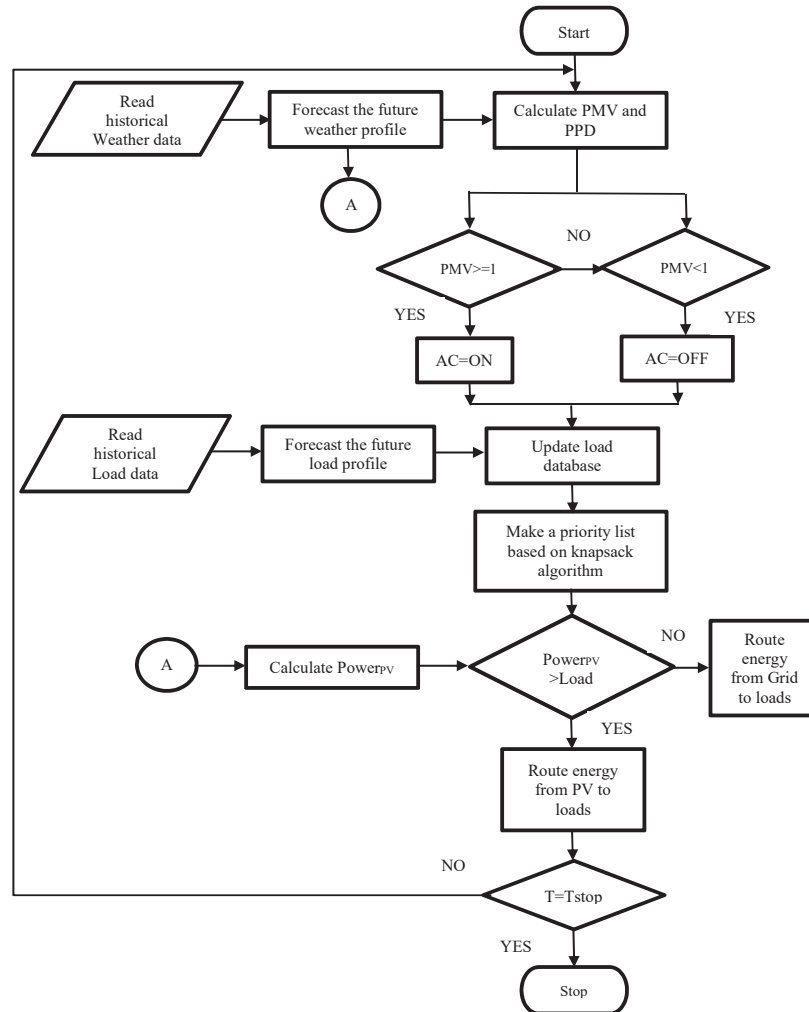 Start
Read
historical
Weather data
Forecast the future
weather profile
Calculate PMV and
PPD
A
PMV>=1
NO
PMV<1
YES
YES
AC=ON
AC=OFF
Read
historical
Load data
Forecast the future
load profile
Update load
database
Make a priority list
based on knapsack
algorithm
A
Calculate PowerPV
PowerPV
>Load
NO
Route
energy
from Grid
to loads
YES
Route energy
from PV to
loads
NO
T=Tstop
YES
Stop